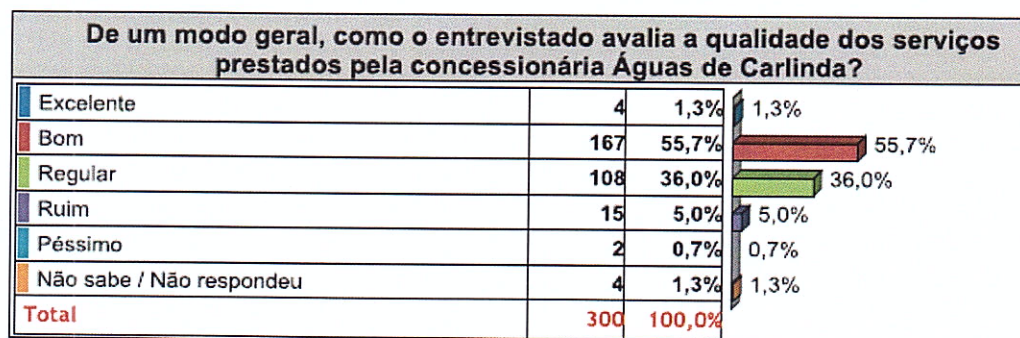 De um modo geral, como o entrevistado avalia a qualidade dos serviços
prestados pela concessionária Águas de Carlinda?
Excelente 4 1,3% 1,3%
Bom 167 55,7% 55,7%
Regular 108 36,0% 36,0%
Ruim 15 5,0% 5,0%
Péssimo 2 0,7% 0,7%
Não sabe / Não respondeu 4 1,3% 1,3%
Total 300 100,0%